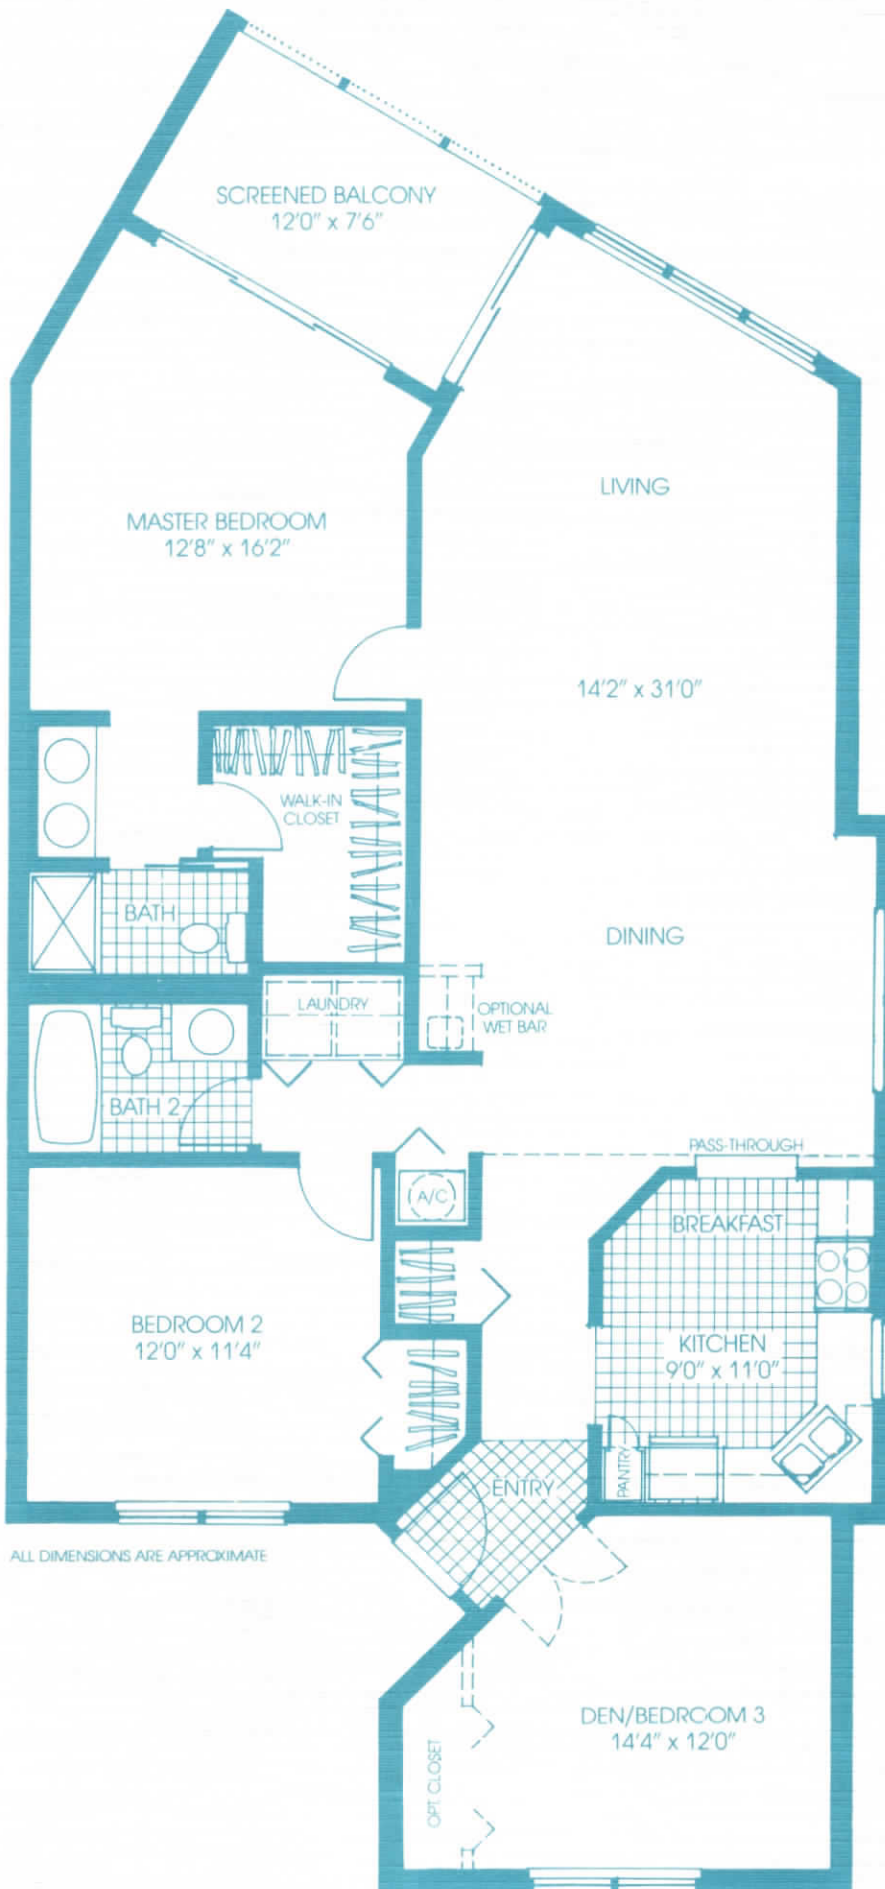 SCREENED BALCONY
12'0" x 7'6"
LIVING
MASTER BEDROOM
12'8" x 16'2"
14'2" x 31'0"
WALK-IN
CLOSET
BATH
DINING
LAUNDRY
OPTIONAL
WET BAR
BATH 2
PASS-THROUGH
A/C
BREAKFAST
BEDROOM 2
12'0" x 11'4"
KITCHEN
9'0" x 11'0"
PANTRY
ENTRY
ALL DIMENSIONS ARE APPROXIMATE
DEN/BEDROOM 3
14'4" x 12'0"
OPT. CLOSET